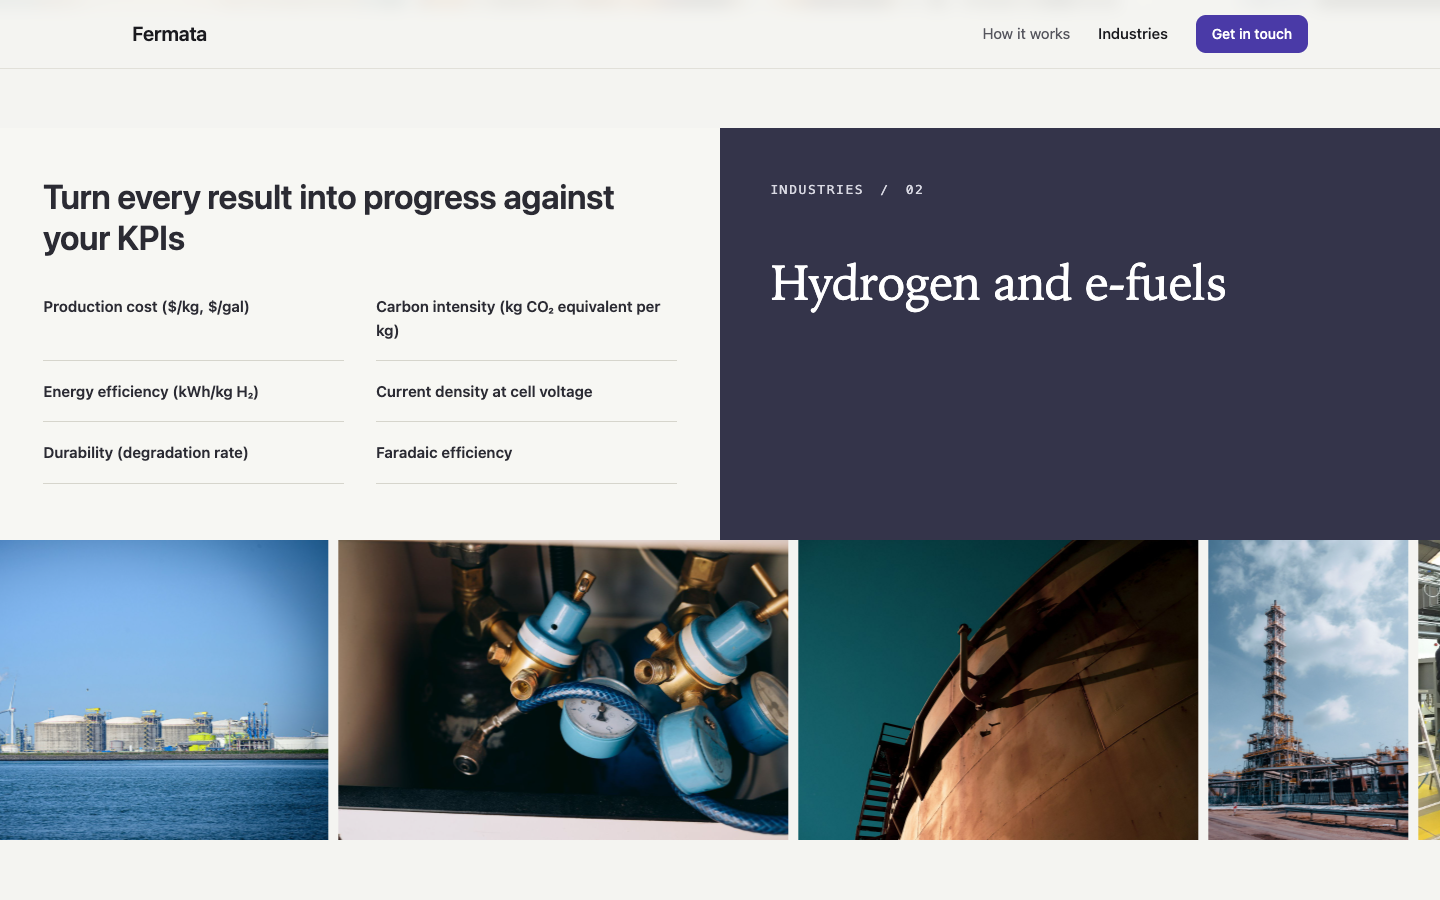 Fermata
How it works
Industries
Get in touch
Turn every result into progress against
your KPIs
Production cost ($/kg, $/gal)
Carbon intensity (kg CO₂ equivalent per
kg)
Energy efficiency (kWh/kg H₂)
Current density at cell voltage
Durability (degradation rate)
Faradaic efficiency
INDUSTRIES / 02
Hydrogen and e-fuels